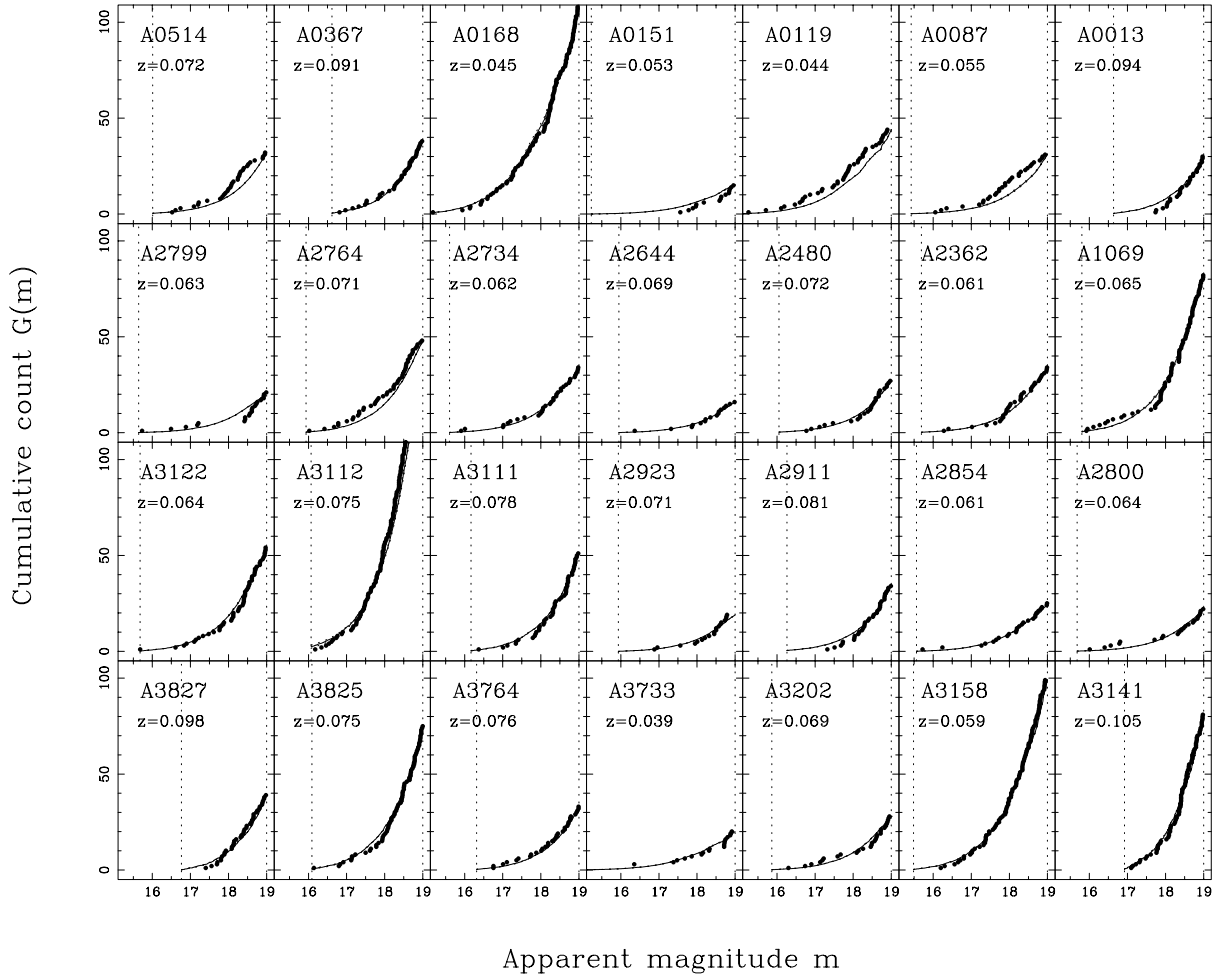 100
A0514 A0367 A0168 A0151 A0119 A0087 A0013
z=0.072 z=0.091 z=0.045 z=0.053 z=0.044 z=0.055 z=0.094
50
0
100
A2799 A2764 A2734 A2644 A2480 A2362 A1069
z=0.063 z=0.071 z=0.062 z=0.069 z=0.072 z=0.061 z=0.065
50
0
Cumulative count G(m)
100
A3122 A3112 A3111 A2923 A2911 A2854 A2800
z=0.064 z=0.075 z=0.078 z=0.071 z=0.081 z=0.061 z=0.064
50
0
100
A3827 A3825 A3764 A3733 A3202 A3158 A3141
z=0.098 z=0.075 z=0.076 z=0.039 z=0.069 z=0.059 z=0.105
50
0
16 17 18 19 16 17 18 19 16 17 18 19 16 17 18 19 16 17 18 19 16 17 18 19 16 17 18 19
Apparent magnitude m